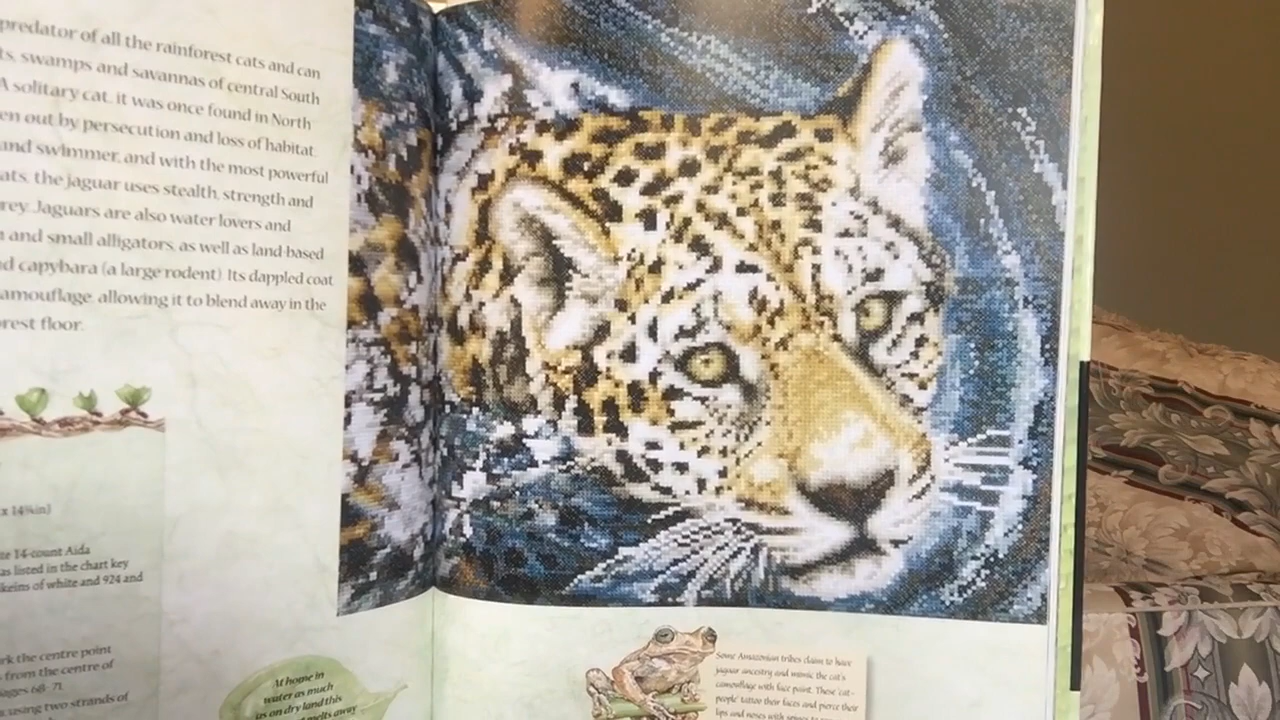 predator of all the rainforest cats and can
ts, swamps and savannas of central South
A solitary cat, it was once found in North
en out by persecution and loss of habitat.
and swimmer, and with the most powerful
ats, the jaguar uses stealth, strength and
rey. Jaguars are also water lovers and
and small alligators, as well as land-based
d capybara (a large rodent). Its dappled coat
amouflage, allowing it to blend away in the
rest floor.
x 14¾in)
te 14-count Aida
as listed in the chart key
keins of white and 924 and
rk the centre point
from the centre of
ages 68-71.
using two strands of
At home in
water as much
as on dry land this
melts away
Some Amazonian tribes claim to have
jaguar ancestry and mimic the cat's
camouflage with face paint. These 'cat-
people' tattoo their faces and pierce their
lips and noses with spines to